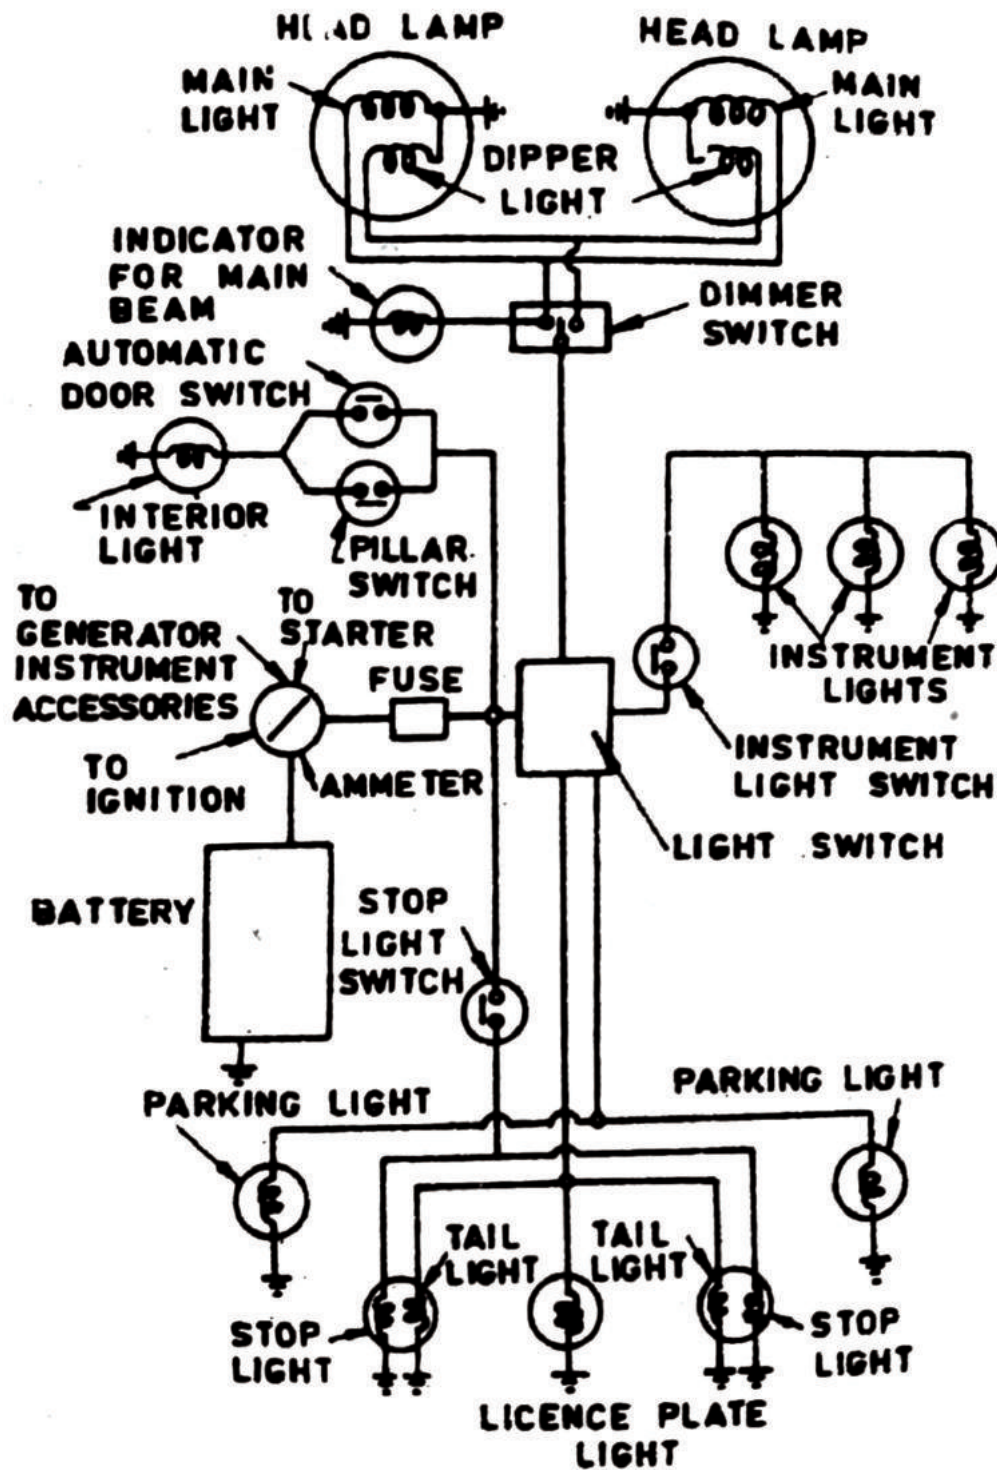 HEAD LAMP
HEAD LAMP
MAIN
LIGHT
MAIN
LIGHT
DIPPER
LIGHT
INDICATOR
FOR MAIN
BEAM
DIMMER
SWITCH
AUTOMATIC
DOOR SWITCH
INTERIOR
LIGHT
PILLAR
SWITCH
TO
GENERATOR
INSTRUMENT
ACCESSORIES
TO
STARTER
FUSE
INSTRUMENT
LIGHTS
TO
IGNITION
AMMETER
INSTRUMENT
LIGHT SWITCH
LIGHT SWITCH
BATTERY
STOP
LIGHT
SWITCH
PARKING LIGHT
PARKING LIGHT
TAIL
LIGHT
TAIL
LIGHT
STOP
LIGHT
STOP
LIGHT
LICENCE PLATE
LIGHT